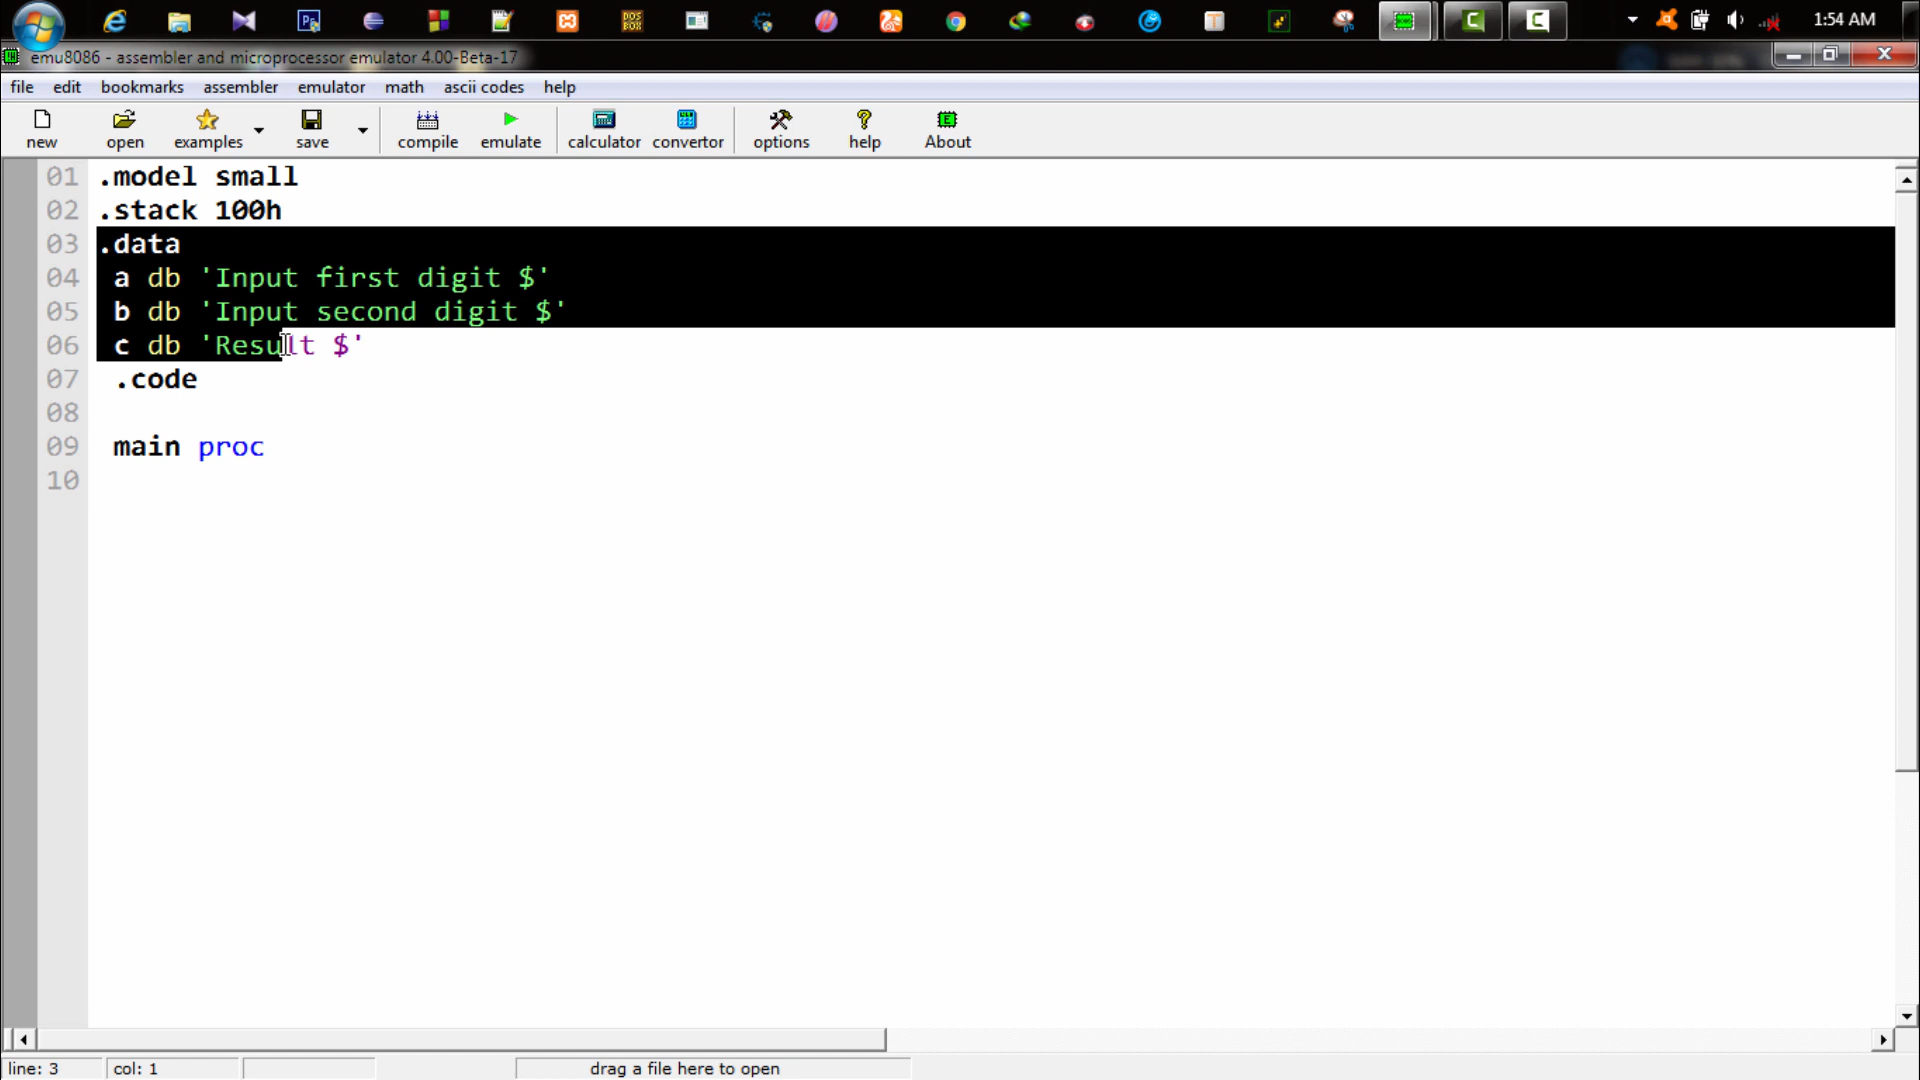 1:54 AM
emu8086 - assembler and microprocessor emulator 4.00-Beta-17
file edit bookmarks assembler emulator math ascii codes help
new open examples save compile emulate calculator convertor options help About
01 .model small
02 .stack 100h
03 .data
04 a db 'Input first digit $'
05 b db 'Input second digit $'
06 c db 'Result $'
07 .code
08
09 main proc
10
line: 3 col: 1 drag a file here to open